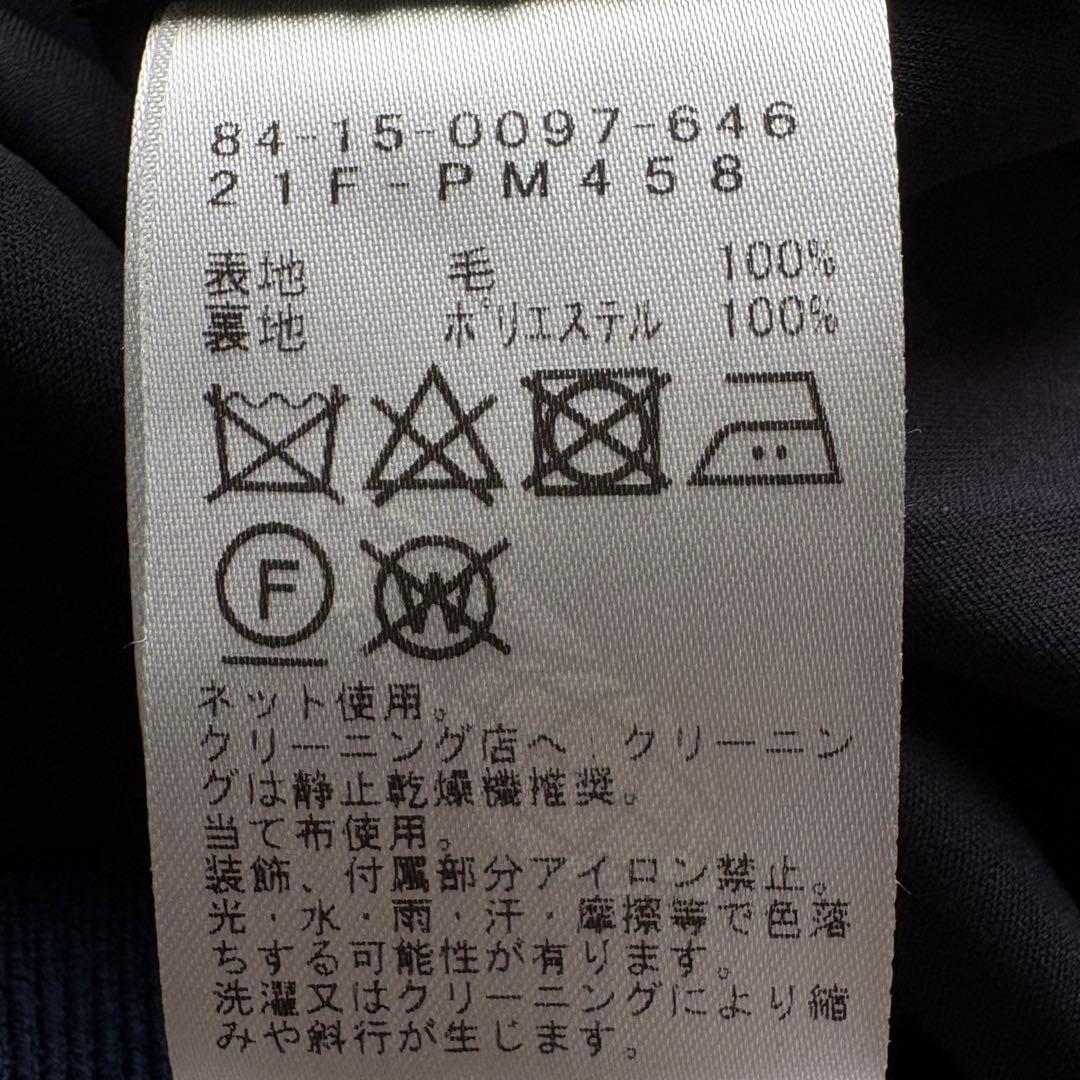 84-15-0097-646
21F-PM458
表地 毛 100%
裏地 ポリエステル 100%
F W
ネット使用。
クリーニング店へ．クリーニン
グは静止乾燥機推奨。
当て布使用。
装飾、付属部分アイロン禁止。
光・水・雨・汗・摩擦等で色落
ちする可能性が有ります。
洗濯又はクリーニングにより縮
みや斜行が生じます。